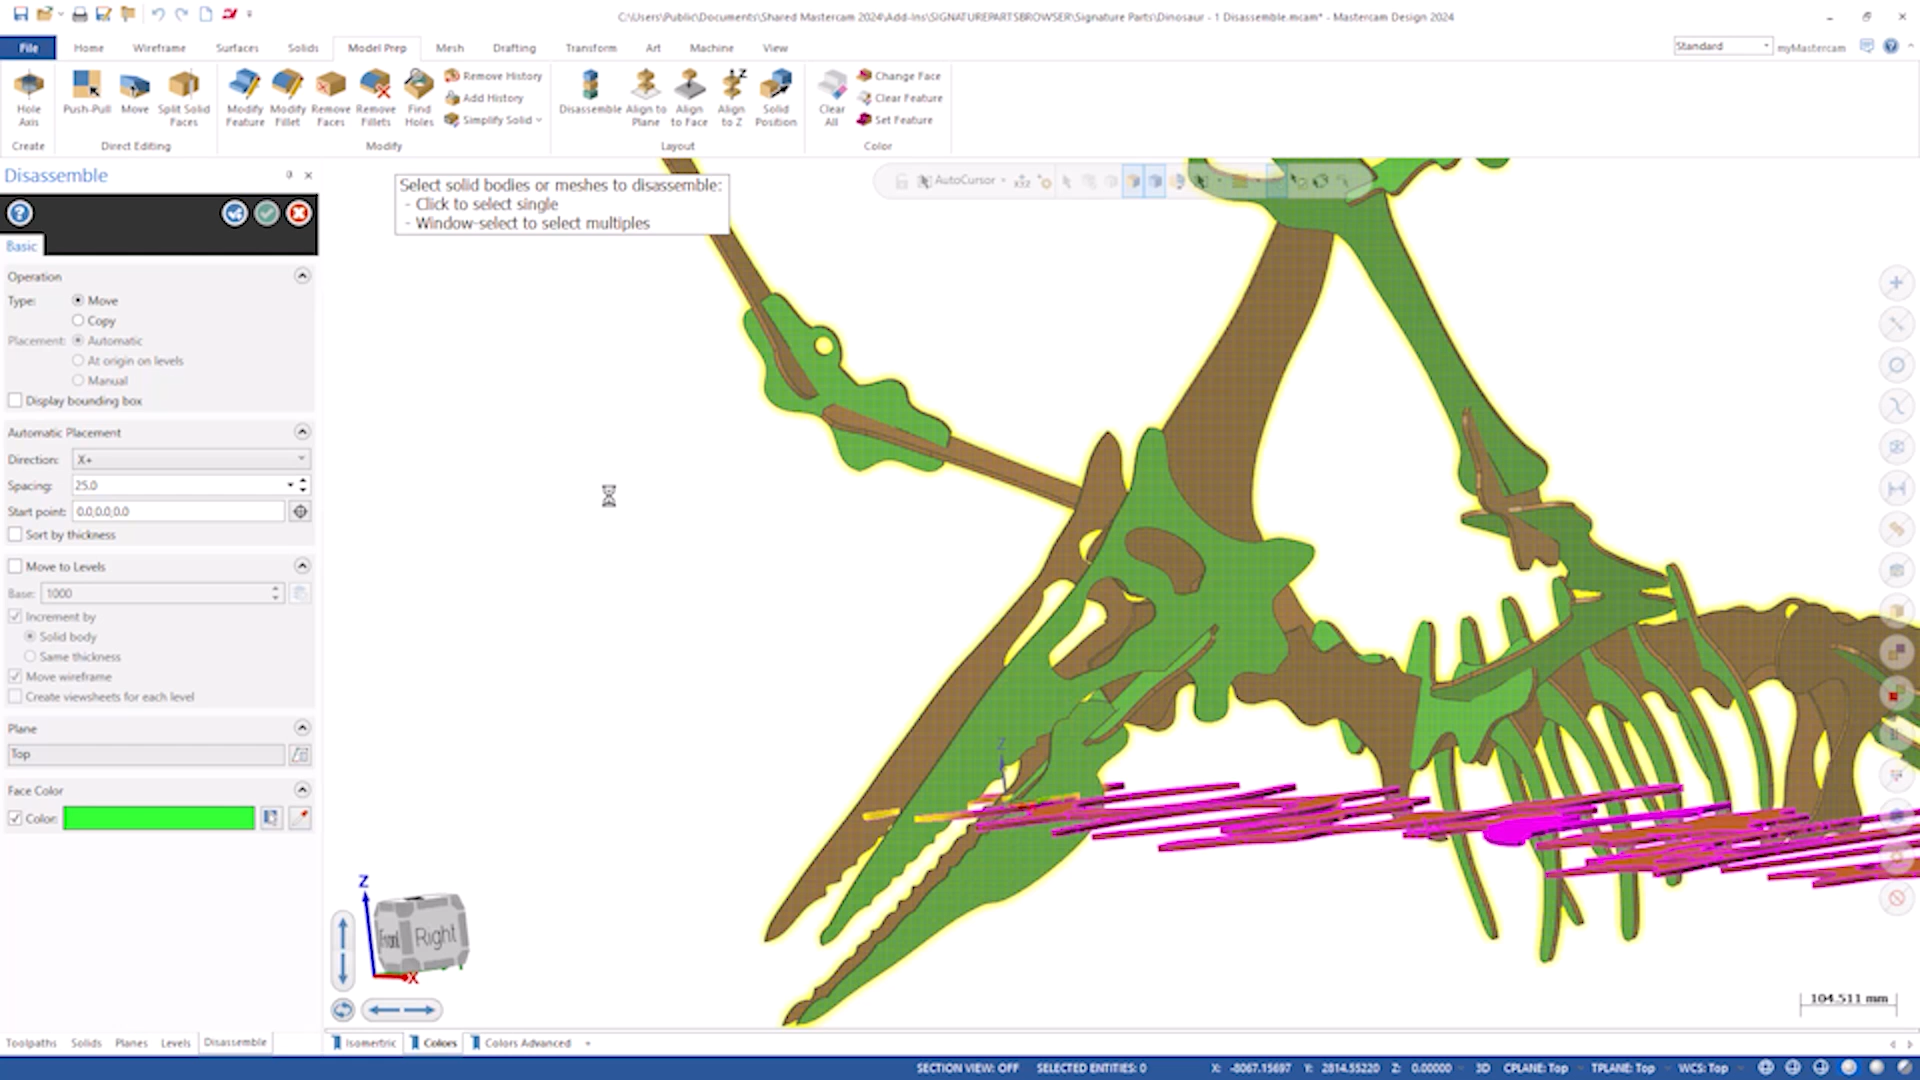 C:\Users\Public\Documents\Shared Mastercam 2024\Add-Ins\SIGNATUREPARTSBROWSER\Signature Parts\Dinosaur - 1 Disassemble.mcam* - Mastercam Design 2024
File Home Wireframe Surfaces Solids Model Prep Mesh Drafting Transform Art Machine View
Standard myMastercam
Hole Axis
Push-Pull
Move
Split Solid Faces
Modify Feature
Modify Fillet
Remove Faces
Remove Fillets
Find Holes
Remove History
Add History
Simplify Solid
Disassemble
Align to Plane
Align to Face
Align to Z
Solid Position
Clear All
Change Face
Clear Feature
Set Feature
Create Direct Editing Modify Layout Color
Disassemble
Basic
Operation
Type: Move
Copy
Placement: Automatic
At origin on levels
Manual
Display bounding box
Automatic Placement
Direction: X+
Spacing: 25.0
Start point: 0.0,0.0,0.0
Sort by thickness
Move to Levels
Base: 1000
Increment by
Solid body
Same thickness
Move wireframe
Create viewsheets for each level
Plane
Top
Face Color
Color:
Select solid bodies or meshes to disassemble:
- Click to select single
- Window-select to select multiples
AutoCursor
Z
Z
Front Right
X
104.511 mm
Toolpaths Solids Planes Levels Disassemble
Isometric Colors Colors Advanced +
SECTION VIEW: OFF SELECTED ENTITIES: 0 X: -8067.15697 Y: 2814.55220 Z: 0.00000 3D CPLANE: Top TPLANE: Top WCS: Top